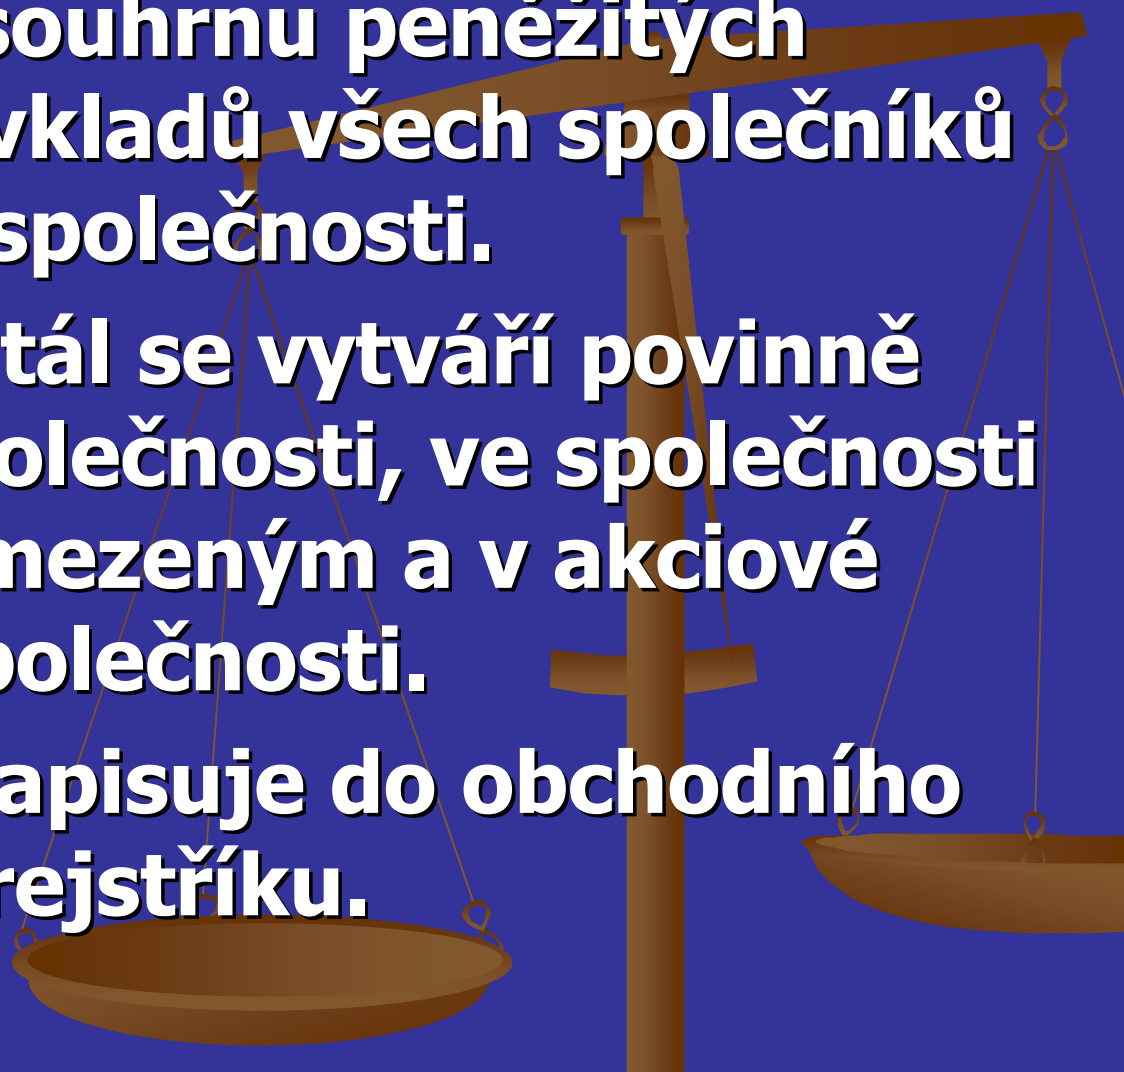 souhrnu peněžitých
vkladů všech společníků
společnosti.
tál se vytváří povinně
olečnosti, ve společnosti
mezeným a v akciové
polečnosti.
apisuje do obchodního
rejstříku.